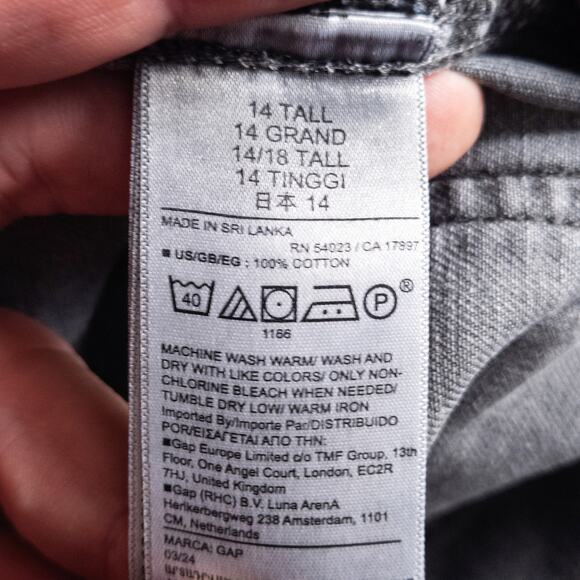 14 TALL
14 GRAND
14/18 TALL
14 TINGGI
日本 14
MADE IN SRI LANKA
RN 54023 / CA 17897
■ US/GB/EG : 100% COTTON
40 P ®
1166
MACHINE WASH WARM/ WASH AND
DRY WITH LIKE COLORS/ ONLY NON-
CHLORINE BLEACH WHEN NEEDED/
TUMBLE DRY LOW/ WARM IRON
Imported By/Importe Par/DISTRIBUIDO
POR/ΕΙΣΑΓΕΤΑΙ ΑΠΟ ΤΗΝ:
■Gap Europe Limited c/o TMF Group, 13th
Floor, One Angel Court, London, EC2R
7HJ, United Kingdom
■Gap (RHC) B.V. Luna ArenA
Herikerbergweg 238 Amsterdam, 1101
CM, Netherlands
MARCA: GAP
03/24